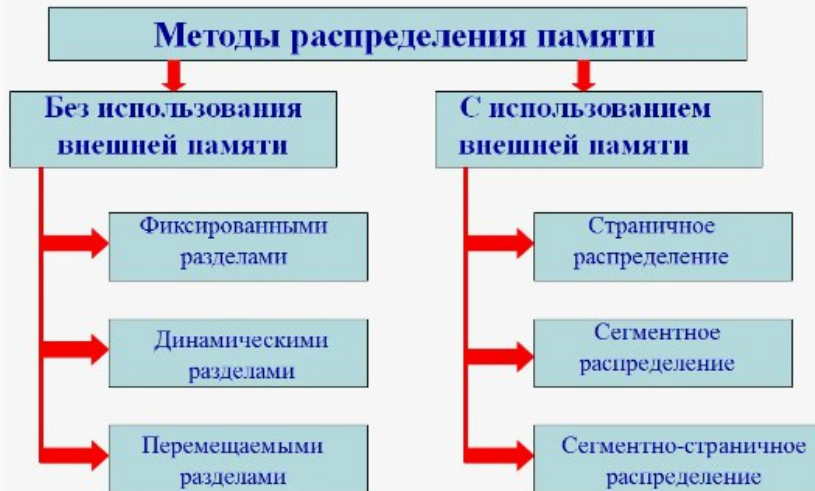 Методы распределения памяти
Без использования
внешней памяти
С использованием
внешней памяти
Фиксированными
разделами
Динамическими
разделами
Перемещаемыми
разделами
Страничное
распределение
Сегментное
распределение
Сегментно-страничное
распределение